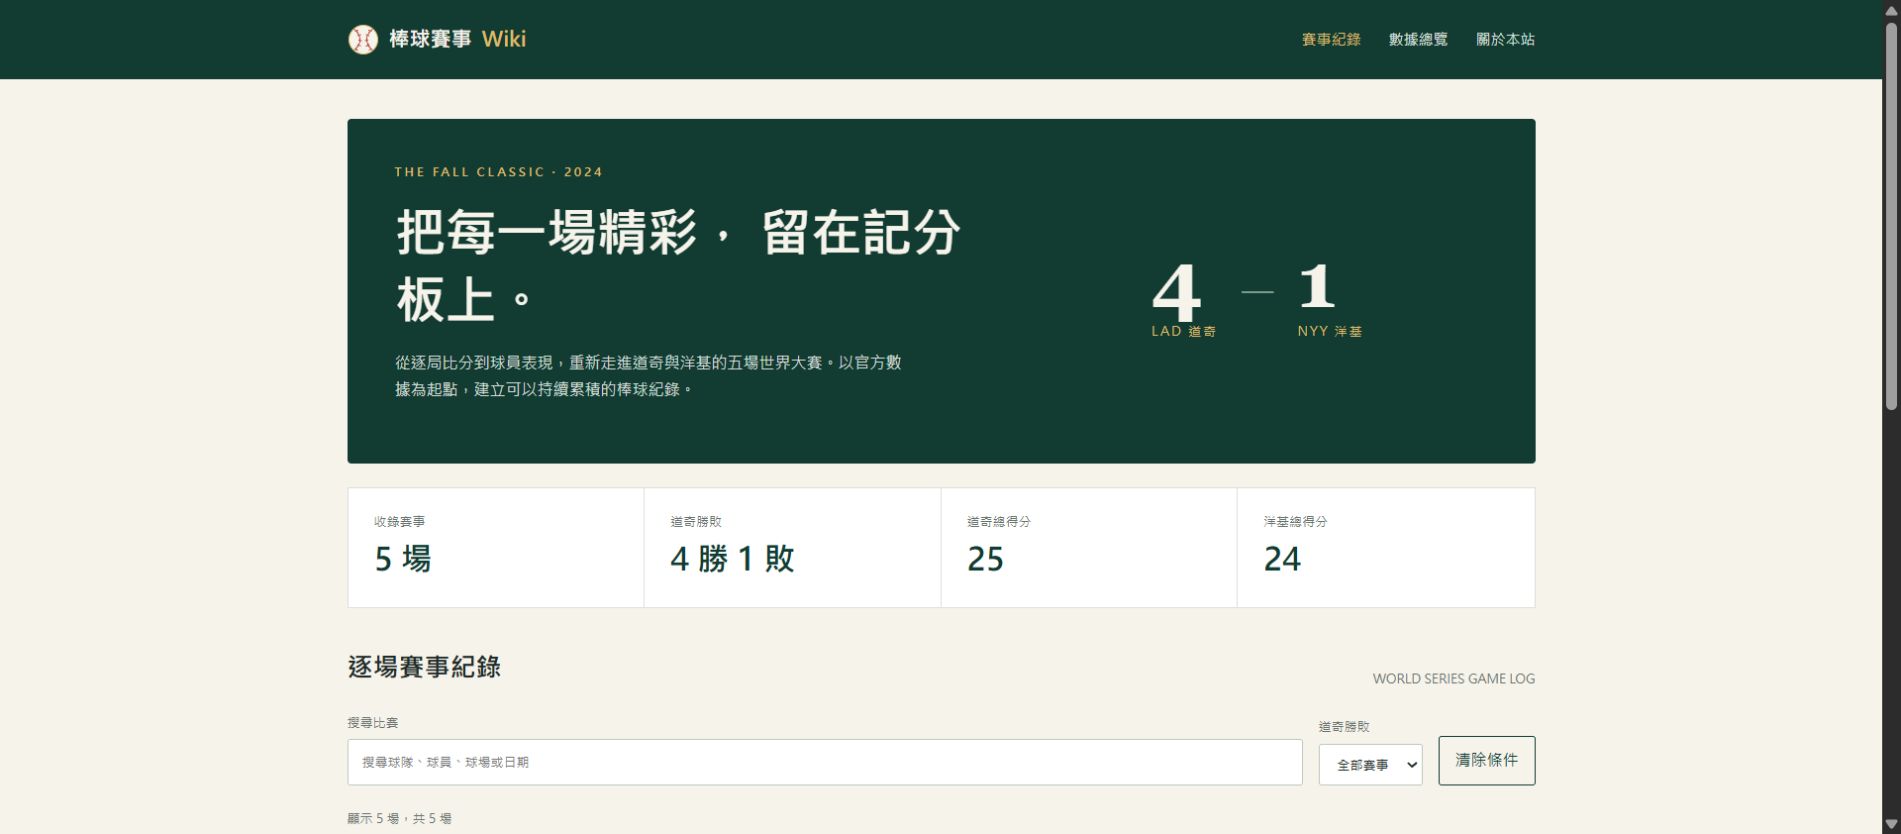 棒球賽事 Wiki
賽事紀錄 數據總覽 關於本站
THE FALL CLASSIC · 2024
把每一場精彩， 留在記分
板上。
從逐局比分到球員表現，重新走進道奇與洋基的五場世界大賽。以官方數
據為起點，建立可以持續累積的棒球紀錄。
4 — 1
LAD 道奇 NYY 洋基
收錄賽事 道奇勝敗 道奇總得分 洋基總得分
5 場 4 勝 1 敗 25 24
逐場賽事紀錄
WORLD SERIES GAME LOG
搜尋比賽 道奇勝敗
搜尋球隊、球員、球場或日期 全部賽事 清除條件
顯示 5 場，共 5 場